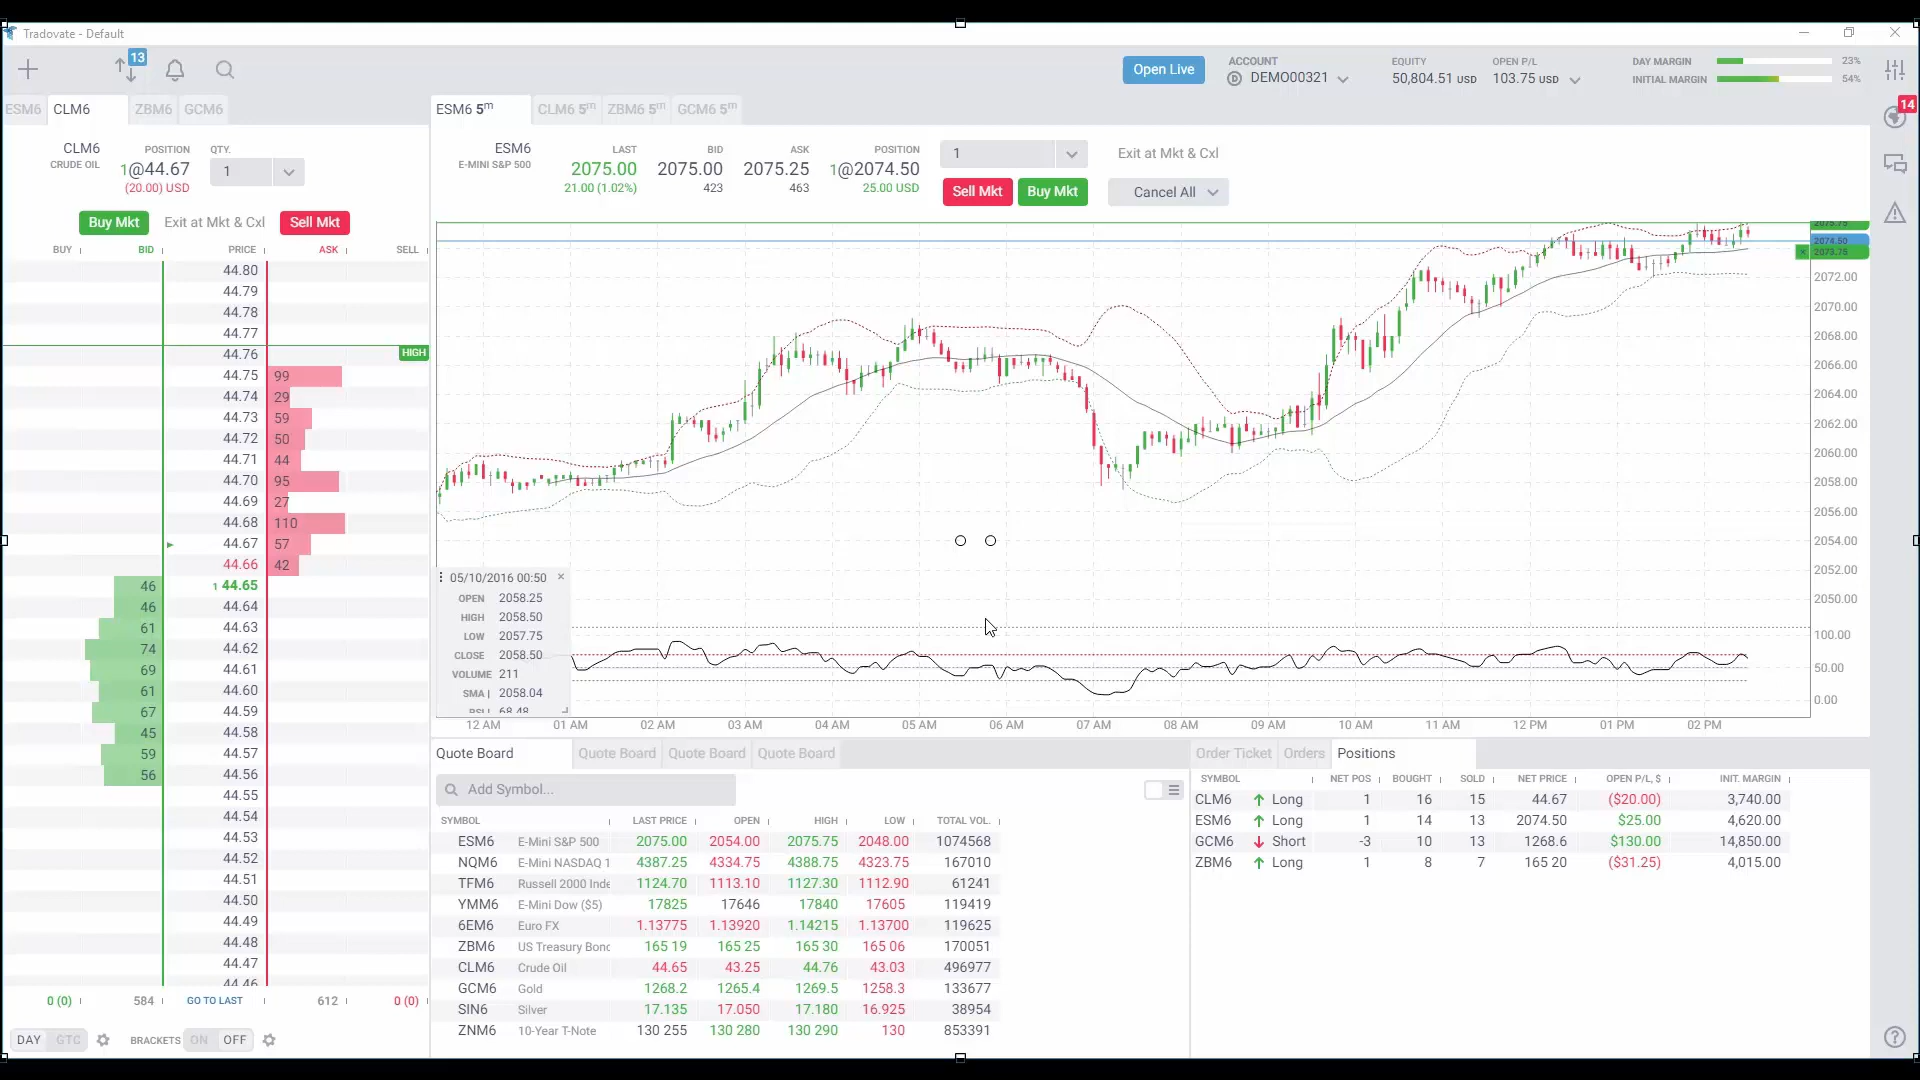 Tradovate - Default
13
Open Live
ACCOUNT
D DEMO00321
EQUITY
50,804.51 USD
OPEN P/L
103.75 USD
DAY MARGIN 23%
INITIAL MARGIN 54%
14
ESM6 CLM6 ZBM6 GCM6
CLM6
CRUDE OIL
POSITION
1@44.67
(20.00) USD
QTY.
1
Buy Mkt Exit at Mkt & Cxl Sell Mkt
BUY BID PRICE ASK SELL
44.80
44.79
44.78
44.77
44.76 HIGH
44.75 99
44.74 29
44.73 59
44.72 50
44.71 44
44.70 95
44.69 27
44.68 110
44.67 57
44.66 42
46 1 44.65
46 44.64
61 44.63
74 44.62
69 44.61
61 44.60
67 44.59
45 44.58
59 44.57
56 44.56
44.55
44.54
44.53
44.52
44.51
44.50
44.49
44.48
44.47
44.46
0 (0) 584 GO TO LAST 612 0 (0)
DAY GTC BRACKETS ON OFF
ESM6 5m CLM6 5m ZBM6 5m GCM6 5m
ESM6
E-MINI S&P 500
LAST
2075.00
21.00 (1.02%)
BID
2075.00
423
ASK
2075.25
463
POSITION
1@2074.50
25.00 USD
1
Exit at Mkt & Cxl
Sell Mkt Buy Mkt Cancel All
2075.75
2074.50
2073.75
2072.00
2070.00
2068.00
2066.00
2064.00
2062.00
2060.00
2058.00
2056.00
2054.00
2052.00
2050.00
100.00
50.00
0.00
05/10/2016 00:50 ×
OPEN 2058.25
HIGH 2058.50
LOW 2057.75
CLOSE 2058.50
VOLUME 211
SMA | 2058.04
RSI | 68.48
12 AM 01 AM 02 AM 03 AM 04 AM 05 AM 06 AM 07 AM 08 AM 09 AM 10 AM 11 AM 12 PM 01 PM 02 PM
Quote Board Quote Board Quote Board Quote Board
Add Symbol...
SYMBOL LAST PRICE OPEN HIGH LOW TOTAL VOL.
ESM6 E-Mini S&P 500 2075.00 2054.00 2075.75 2048.00 1074568
NQM6 E-Mini NASDAQ 1 4387.25 4334.75 4388.75 4323.75 167010
TFM6 Russell 2000 Inde 1124.70 1113.10 1127.30 1112.90 61241
YMM6 E-Mini Dow ($5) 17825 17646 17840 17605 119419
6EM6 Euro FX 1.13775 1.13920 1.14215 1.13700 119625
ZBM6 US Treasury Bond 165 19 165 25 165 30 165 06 170051
CLM6 Crude Oil 44.65 43.25 44.76 43.03 496977
GCM6 Gold 1268.2 1265.4 1269.5 1258.3 133677
SIN6 Silver 17.135 17.050 17.180 16.925 38954
ZNM6 10-Year T-Note 130 255 130 280 130 290 130 853391
Order Ticket Orders Positions
SYMBOL NET POS BOUGHT SOLD NET PRICE OPEN P/L, $ INIT. MARGIN
CLM6 Long 1 16 15 44.67 ($20.00) 3,740.00
ESM6 Long 1 14 13 2074.50 $25.00 4,620.00
GCM6 Short -3 10 13 1268.6 $130.00 14,850.00
ZBM6 Long 1 8 7 165 20 ($31.25) 4,015.00